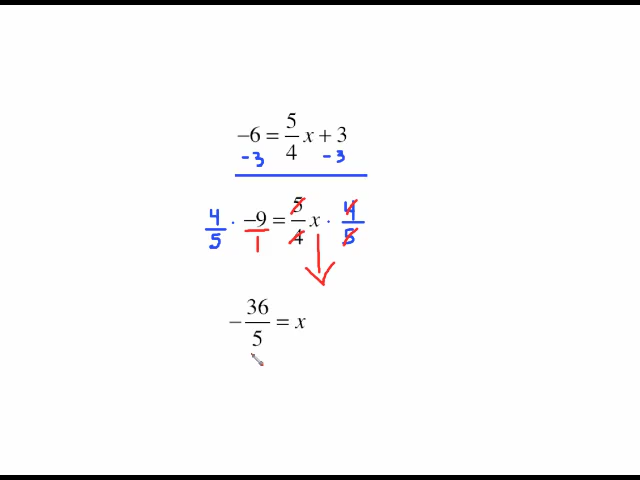 −6 = 5/4 x + 3
−3 −3
4/5 · −9/1 = 5/4 x · 4/5
−36/5 = x